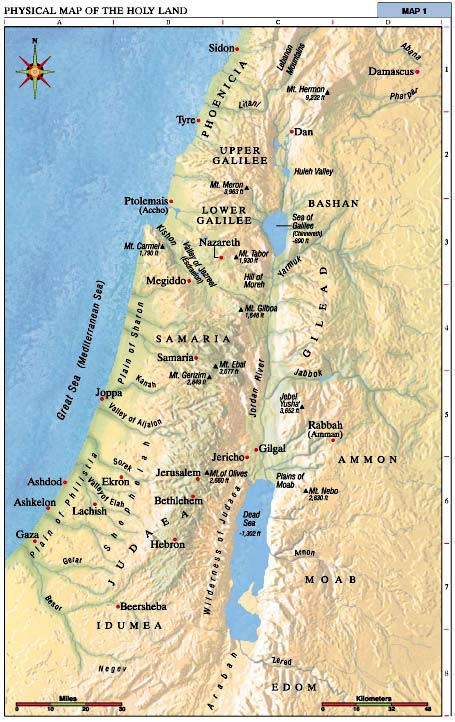 PHYSICAL MAP OF THE HOLY LAND
MAP 1
A
B
C
D
Sidon
Lebanon
Mountains
Abana
Damascus
1
PHOENICIA
Litani
Mt. Hermon
9,232 ft
Pharpar
Tyre
Dan
2
UPPER
GALILEE
Huleh Valley
Mt. Meron
3,963 ft
BASHAN
Ptolemais
(Accho)
LOWER
GALILEE
Sea of
Galilee
(Chinnereth)
-690 ft
3
Kishon
Mt. Carmel
1,790 ft
Nazareth
Valley of Jezreel
(Esdraelon)
Mt. Tabor
1,930 ft
Yarmuk
Megiddo
Hill of
Moreh
Great Sea (Mediterranean Sea)
Plain of Sharon
Mt. Gilboa
1,648 ft
GILEAD
4
SAMARIA
Samaria
Mt. Ebal
3,077 ft
Mt. Gerizim
2,849 ft
Kanah
Jordan River
Jabbok
Joppa
Valley of Aijalon
Jebel
Yusha'
3,652 ft
5
Rabbah
(Amman)
Gilgal
Jericho
AMMON
Sorek
Ekron
Ashdod
Jerusalem
Mt. of Olives
2,660 ft
Plains of
Moab
Mt. Nebo
2,630 ft
Plain of Philistia
Valley of Elah
Shephelah
Ashkelon
Lachish
Bethlehem
6
Gaza
JUDAEA
Wilderness of Judaea
Dead
Sea
-1,302 ft
Hebron
Gerar
Arnon
MOAB
Besor
Beersheba
7
IDUMEA
Negev
Arabah
Zered
8
EDOM
Miles
0
10
20
30
Kilometers
0
16
32
48